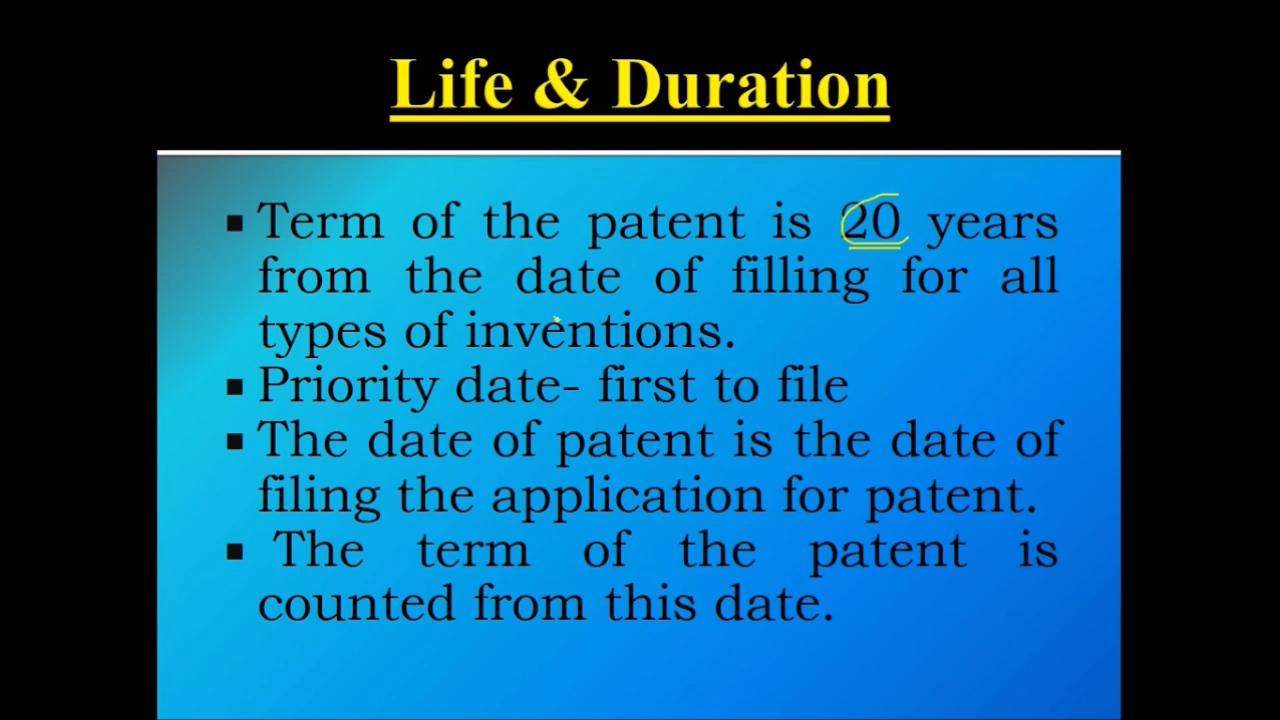 Life & Duration
▪ Term of the patent is 20 years
from the date of filling for all
types of inventions.
▪ Priority date- first to file
▪ The date of patent is the date of
filing the application for patent.
▪ The term of the patent is
counted from this date.